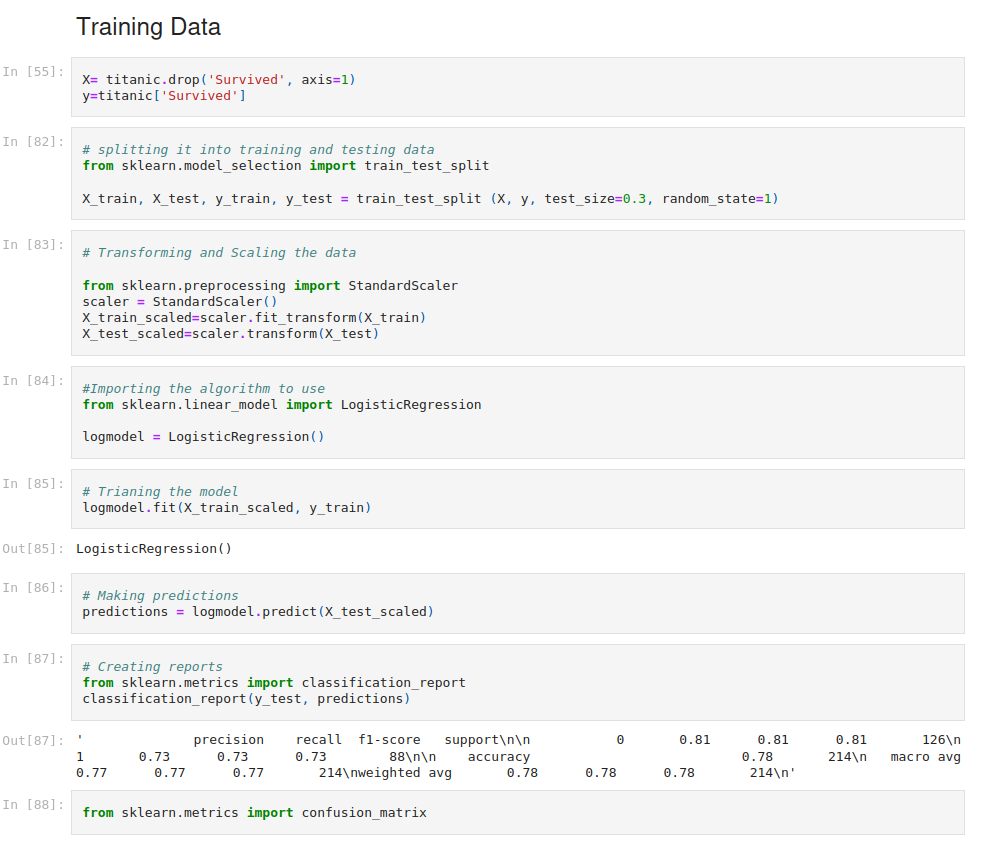 Training Data
In [55]:
X= titanic.drop('Survived', axis=1)
y=titanic['Survived']
In [82]:
# splitting it into training and testing data
from sklearn.model_selection import train_test_split
X_train, X_test, y_train, y_test = train_test_split (X, y, test_size=0.3, random_state=1)
In [83]:
# Transforming and Scaling the data
from sklearn.preprocessing import StandardScaler
scaler = StandardScaler()
X_train_scaled=scaler.fit_transform(X_train)
X_test_scaled=scaler.transform(X_test)
In [84]:
#Importing the algorithm to use
from sklearn.linear_model import LogisticRegression
logmodel = LogisticRegression()
In [85]:
# Trianing the model
logmodel.fit(X_train_scaled, y_train)
Out[85]: LogisticRegression()
In [86]:
# Making predictions
predictions = logmodel.predict(X_test_scaled)
In [87]:
# Creating reports
from sklearn.metrics import classification_report
classification_report(y_test, predictions)
Out[87]: '              precision    recall  f1-score   support\n\n           0       0.81      0.81      0.81       126\n
1       0.73      0.73      0.73        88\n\n    accuracy                           0.78       214\n   macro avg
0.77      0.77      0.77       214\nweighted avg       0.78      0.78      0.78       214\n'
In [88]:
from sklearn.metrics import confusion_matrix